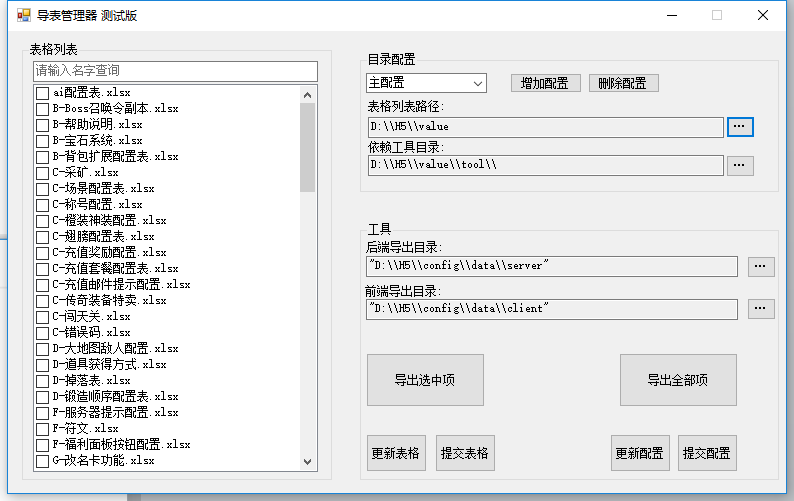 导表管理器 测试版
表格列表
请输入名字查询
ai配置表.xlsx
B-Boss召唤令副本.xlsx
B-帮助说明.xlsx
B-宝石系统.xlsx
B-背包扩展配置表.xlsx
C-采矿.xlsx
C-场景配置表.xlsx
C-称号配置.xlsx
C-橙装神装配置.xlsx
C-翅膀配置表.xlsx
C-充值奖励配置.xlsx
C-充值套餐配置表.xlsx
C-充值邮件提示配置.xlsx
C-传奇装备特卖.xlsx
C-闯天关.xlsx
C-错误码.xlsx
D-大地图敌人配置.xlsx
D-道具获得方式.xlsx
D-掉落表.xlsx
D-锻造顺序配置表.xlsx
F-服务器提示配置.xlsx
F-符文.xlsx
F-福利面板按钮配置.xlsx
G-改名卡功能.xlsx
目录配置
主配置 增加配置 删除配置
表格列表路径:
D:\\H5\\value ...
依赖工具目录:
D:\\H5\\value\\tool\\ ...
工具
后端导出目录:
"D:\\H5\\config\\data\\server" ...
前端导出目录:
"D:\\H5\\config\\data\\client" ...
导出选中项 导出全部项
更新表格 提交表格 更新配置 提交配置